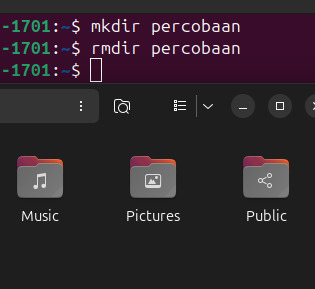 -1701:~$ mkdir percobaan
-1701:~$ rmdir percobaan
-1701:~$
Music
Pictures
Public